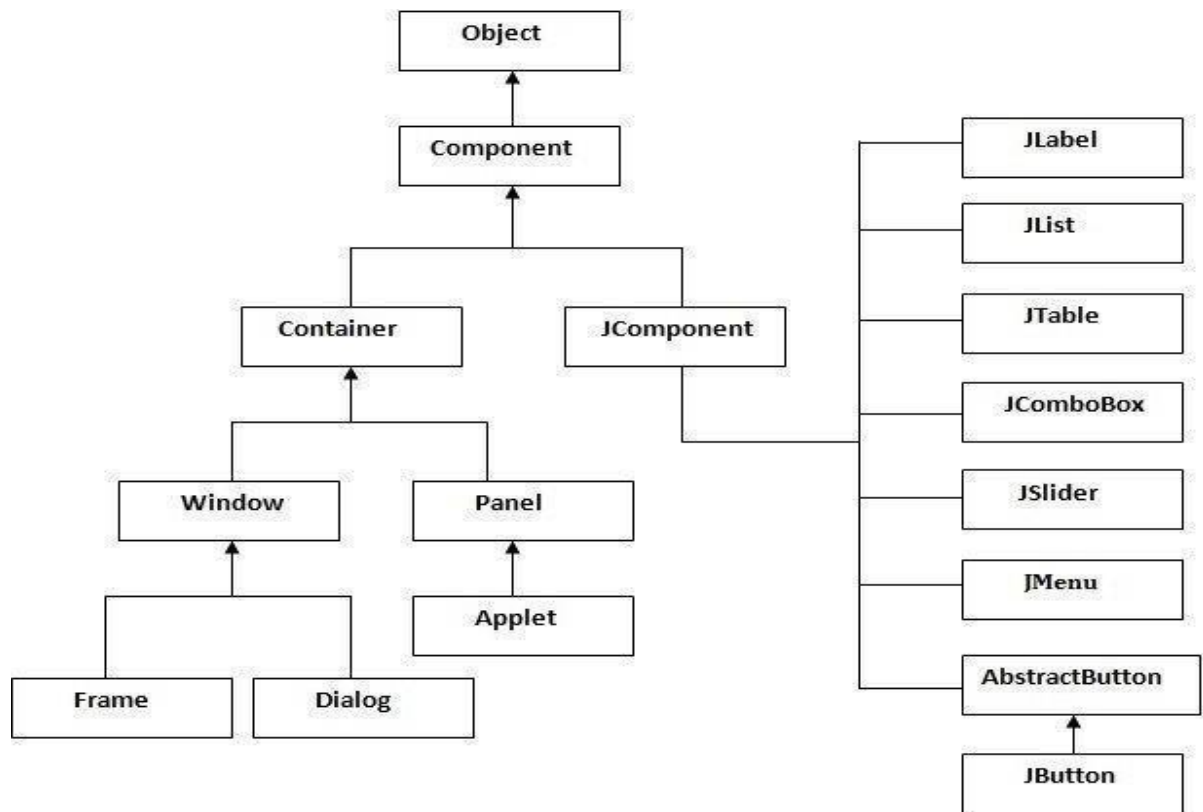 Object
Component
Container
JComponent
Window
Panel
Applet
Frame
Dialog
JLabel
JList
JTable
JComboBox
JSlider
JMenu
AbstractButton
JButton